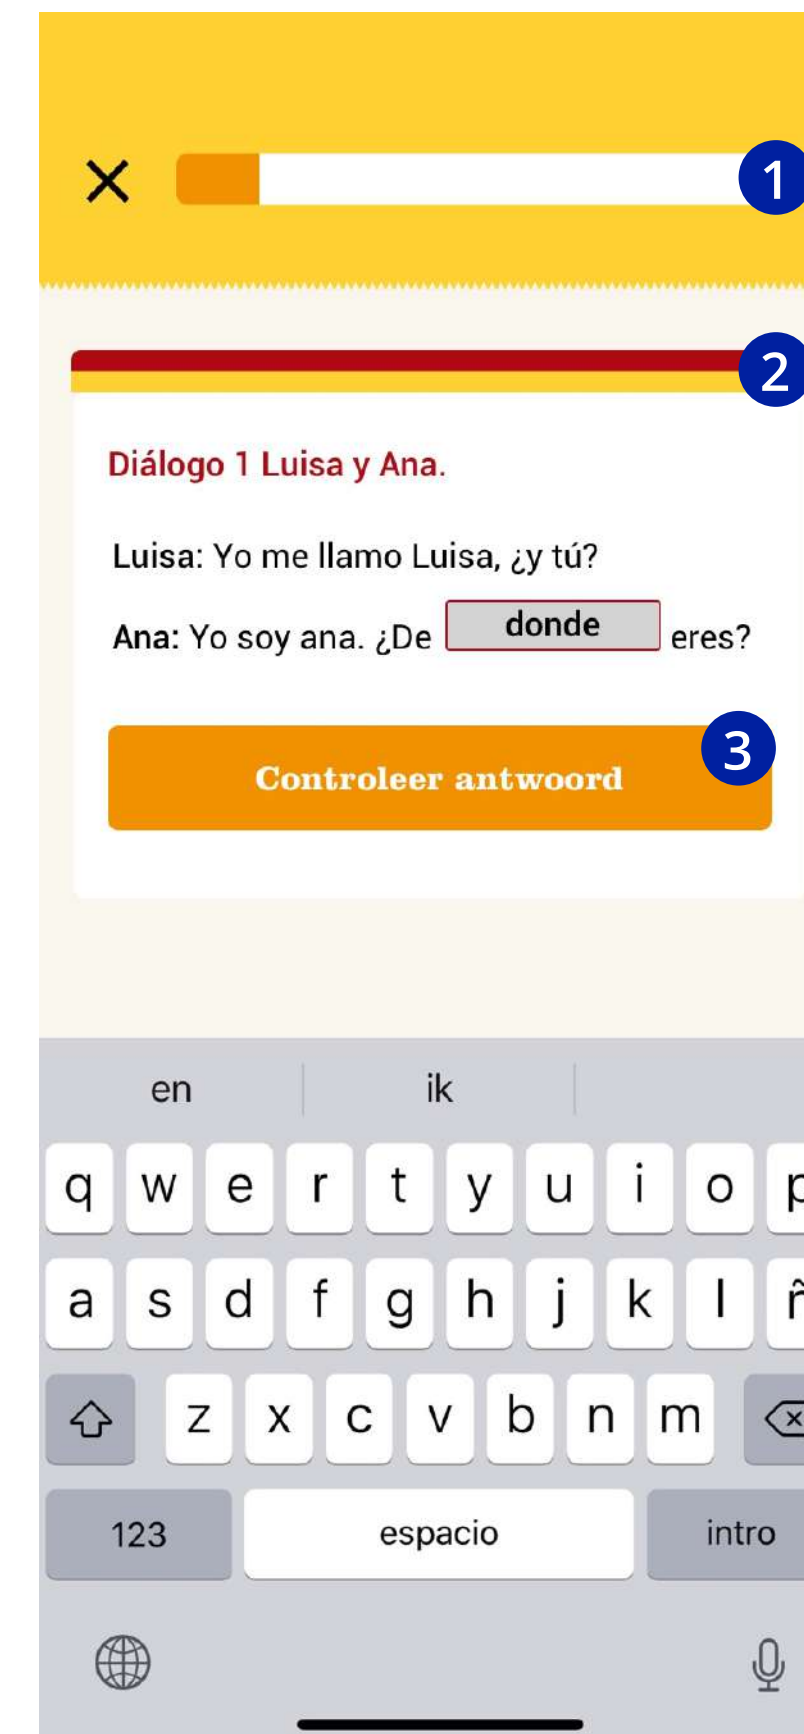 1
2
Diálogo 1 Luisa y Ana.
Luisa: Yo me llamo Luisa, ¿y tú?
Ana: Yo soy ana. ¿De donde eres?
3
Controleer antwoord
en ik
q w e r t y u i o p
a s d f g h j k l ñ
z x c v b n m
123 espacio intro